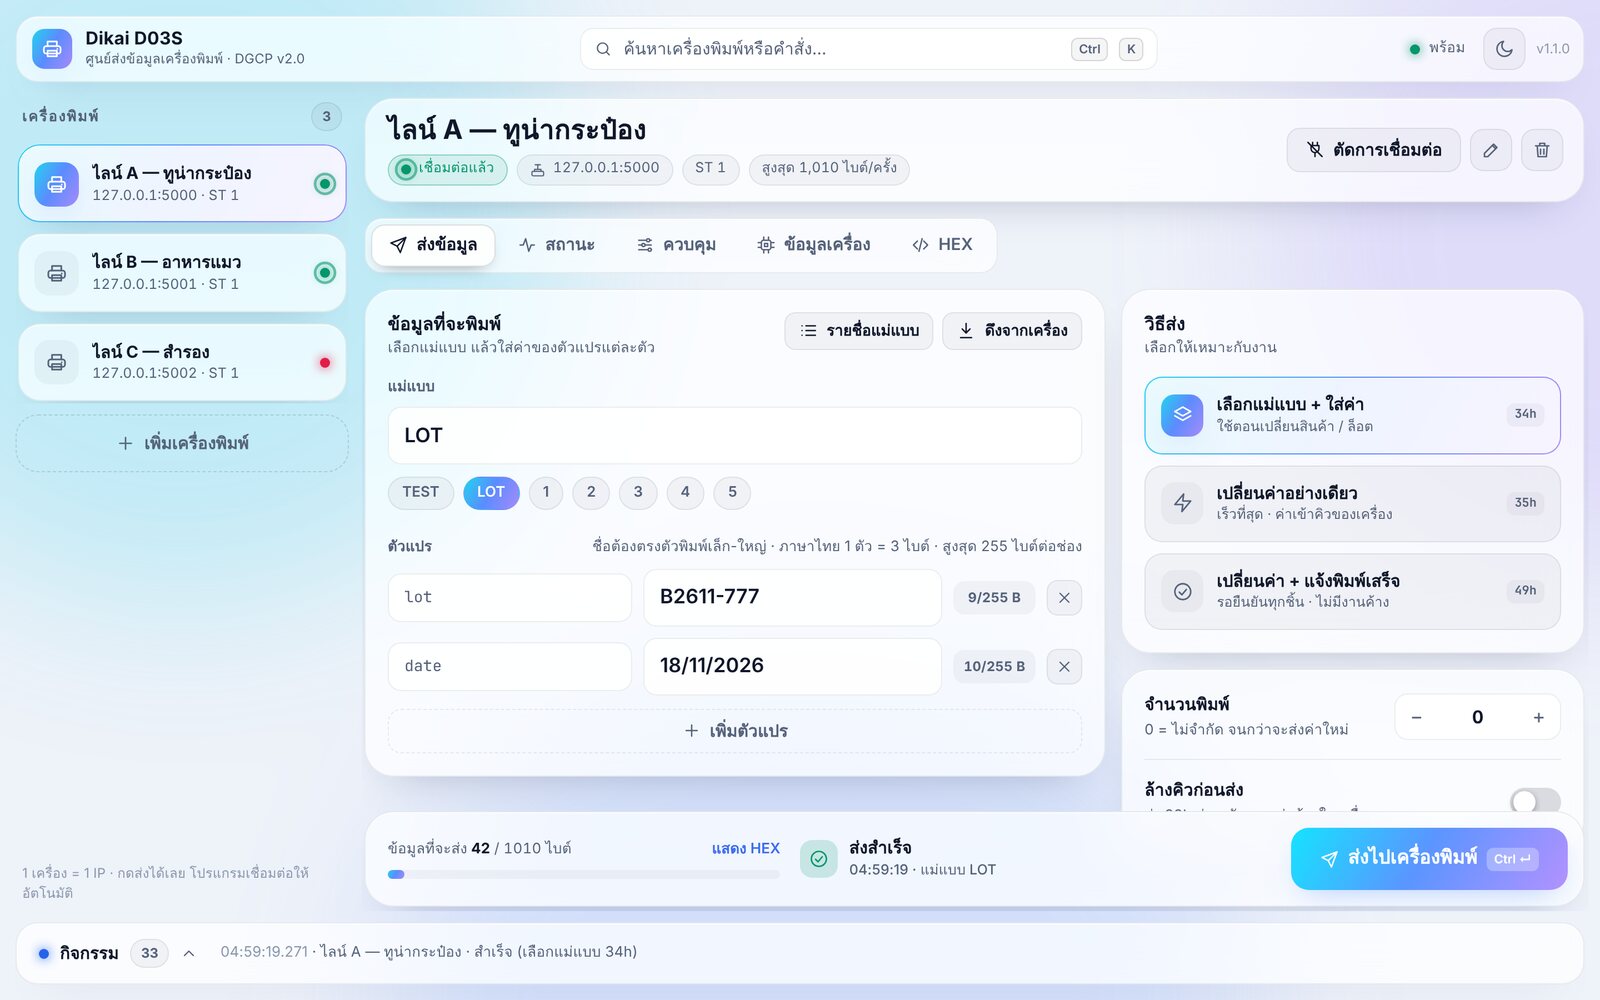 Dikai D03S
ศูนย์ส่งข้อมูลเครื่องพิมพ์ · DGCP v2.0
ค้นหาเครื่องพิมพ์หรือคำสั่ง...
Ctrl K
พร้อม
v1.1.0
เครื่องพิมพ์
3
ไลน์ A — ทูน่ากระป๋อง
127.0.0.1:5000 · ST 1
ไลน์ B — อาหารแมว
127.0.0.1:5001 · ST 1
ไลน์ C — สำรอง
127.0.0.1:5002 · ST 1
เพิ่มเครื่องพิมพ์
1 เครื่อง = 1 IP · กดส่งได้เลย โปรแกรมเชื่อมต่อให้
อัตโนมัติ
ไลน์ A — ทูน่ากระป๋อง
เชื่อมต่อแล้ว
127.0.0.1:5000
ST 1
สูงสุด 1,010 ไบต์/ครั้ง
ตัดการเชื่อมต่อ
ส่งข้อมูล
สถานะ
ควบคุม
ข้อมูลเครื่อง
HEX
ข้อมูลที่จะพิมพ์
เลือกแม่แบบ แล้วใส่ค่าของตัวแปรแต่ละตัว
รายชื่อแม่แบบ
ดึงจากเครื่อง
แม่แบบ
LOT
TEST LOT 1 2 3 4 5
ตัวแปร
ชื่อต้องตรงตัวพิมพ์เล็ก-ใหญ่ · ภาษาไทย 1 ตัว = 3 ไบต์ · สูงสุด 255 ไบต์ต่อช่อง
lot
B2611-777
9/255 B
date
18/11/2026
10/255 B
เพิ่มตัวแปร
วิธีส่ง
เลือกให้เหมาะกับงาน
เลือกแม่แบบ + ใส่ค่า
ใช้ตอนเปลี่ยนสินค้า / ล็อต
34h
เปลี่ยนค่าอย่างเดียว
เร็วที่สุด · ค่าเข้าคิวของเครื่อง
35h
เปลี่ยนค่า + แจ้งพิมพ์เสร็จ
รอยืนยันทุกชิ้น · ไม่มีงานค้าง
49h
จำนวนพิมพ์
0 = ไม่จำกัด จนกว่าจะส่งค่าใหม่
− 0 +
ล้างคิวก่อนส่ง
ข้อมูลที่จะส่ง 42 / 1010 ไบต์
แสดง HEX
ส่งสำเร็จ
04:59:19 · แม่แบบ LOT
ส่งไปเครื่องพิมพ์ Ctrl ↵
กิจกรรม
33
04:59:19.271 · ไลน์ A — ทูน่ากระป๋อง · สำเร็จ (เลือกแม่แบบ 34h)